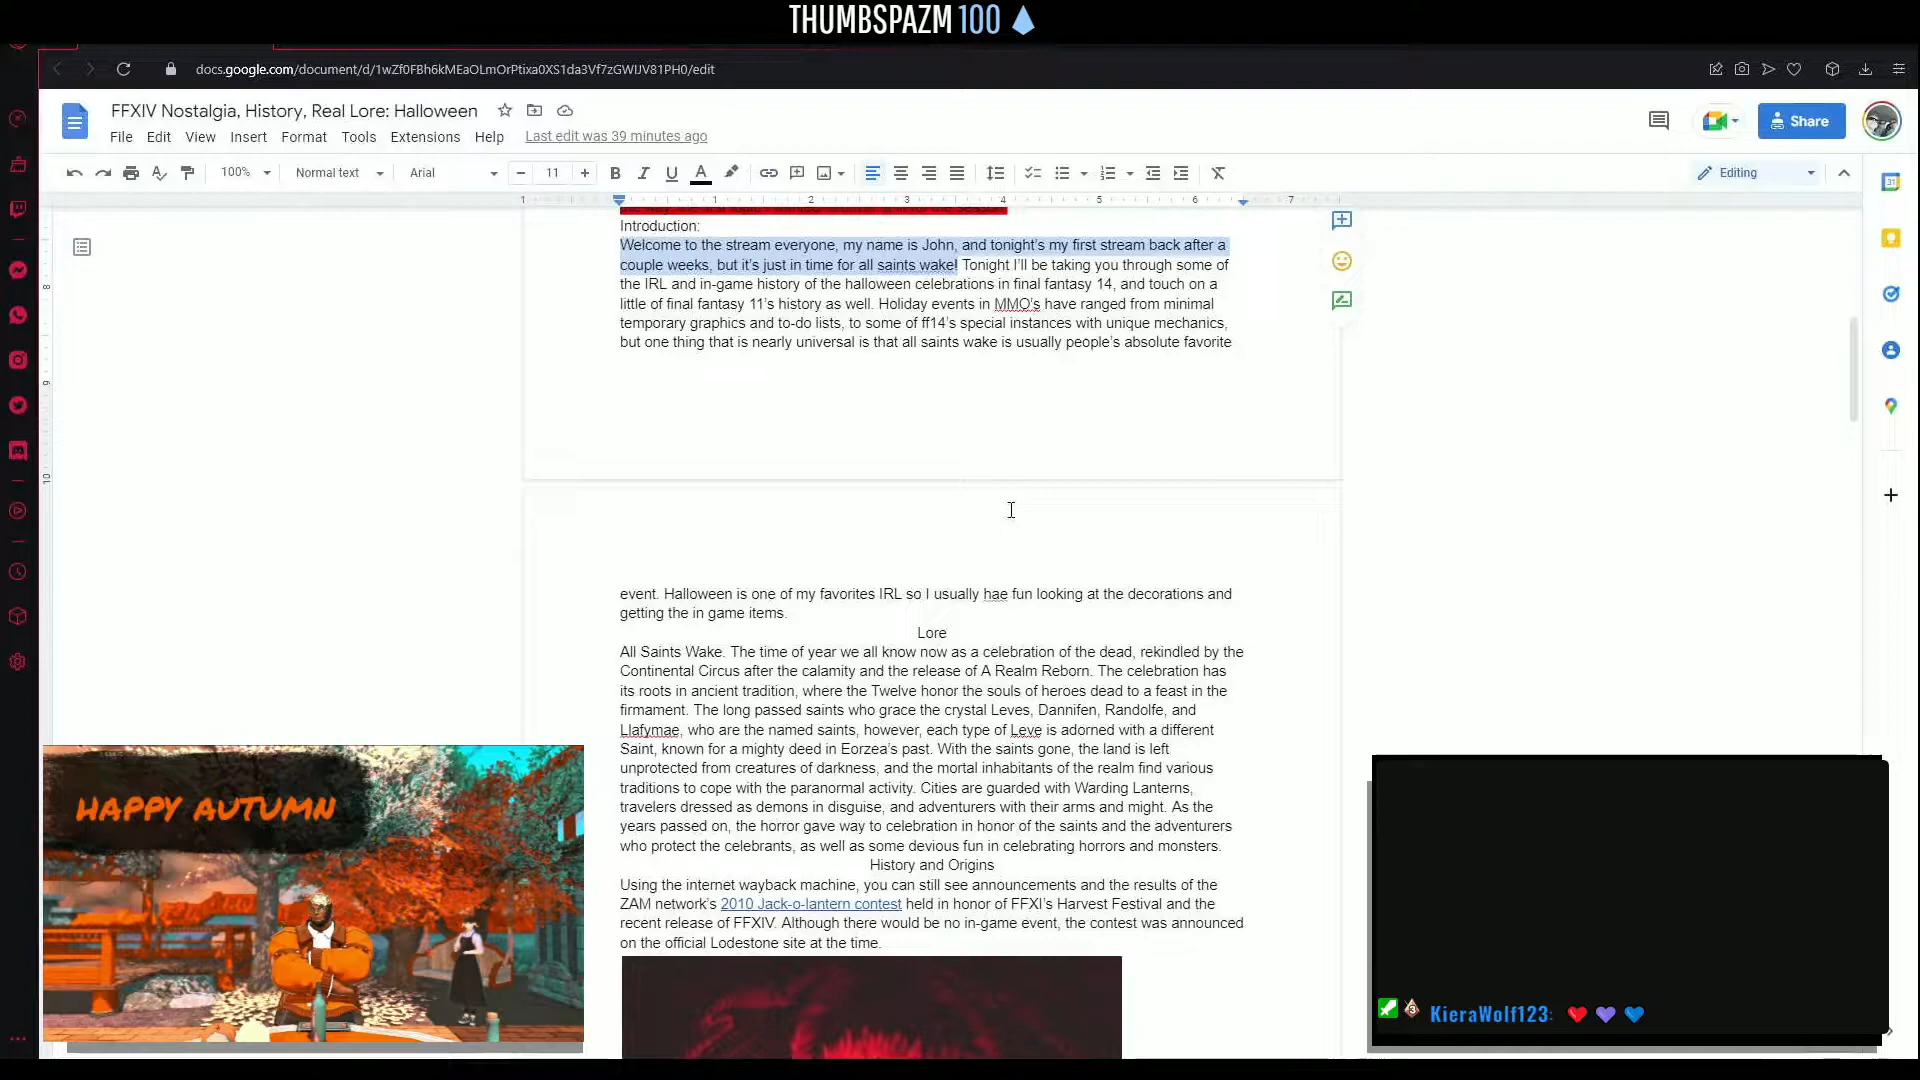 THUMBSPAZM 100
docs.google.com/document/d/1wZf0FBh6kMEaOLmOrPtixa0XS1da3Vf7zGWIJV81PH0/edit
FFXIV Nostalgia, History, Real Lore: Halloween
File Edit View Insert Format Tools Extensions Help Last edit was 39 minutes ago
Share
100% Normal text Arial 11 Editing
1 1 2 3 4 5 6 7
Introduction:
Welcome to the stream everyone, my name is John, and tonight's my first stream back after a
couple weeks, but it's just in time for all saints wake! Tonight I'll be taking you through some of
the IRL and in-game history of the halloween celebrations in final fantasy 14, and touch on a
little of final fantasy 11's history as well. Holiday events in MMO's have ranged from minimal
temporary graphics and to-do lists, to some of ff14's special instances with unique mechanics,
but one thing that is nearly universal is that all saints wake is usually people's absolute favorite
8
9
10
event. Halloween is one of my favorites IRL so I usually hae fun looking at the decorations and
getting the in game items.
Lore
All Saints Wake. The time of year we all know now as a celebration of the dead, rekindled by the
Continental Circus after the calamity and the release of A Realm Reborn. The celebration has
its roots in ancient tradition, where the Twelve honor the souls of heroes dead to a feast in the
firmament. The long passed saints who grace the crystal Leves, Dannifen, Randolfe, and
Llafymae, who are the named saints, however, each type of Leve is adorned with a different
Saint, known for a mighty deed in Eorzea's past. With the saints gone, the land is left
unprotected from creatures of darkness, and the mortal inhabitants of the realm find various
traditions to cope with the paranormal activity. Cities are guarded with Warding Lanterns,
travelers dressed as demons in disguise, and adventurers with their arms and might. As the
years passed on, the horror gave way to celebration in honor of the saints and the adventurers
who protect the celebrants, as well as some devious fun in celebrating horrors and monsters.
History and Origins
Using the internet wayback machine, you can still see announcements and the results of the
ZAM network's 2010 Jack-o-lantern contest held in honor of FFXI's Harvest Festival and the
recent release of FFXIV. Although there would be no in-game event, the contest was announced
on the official Lodestone site at the time.
HAPPY AUTUMN
KieraWolf123: